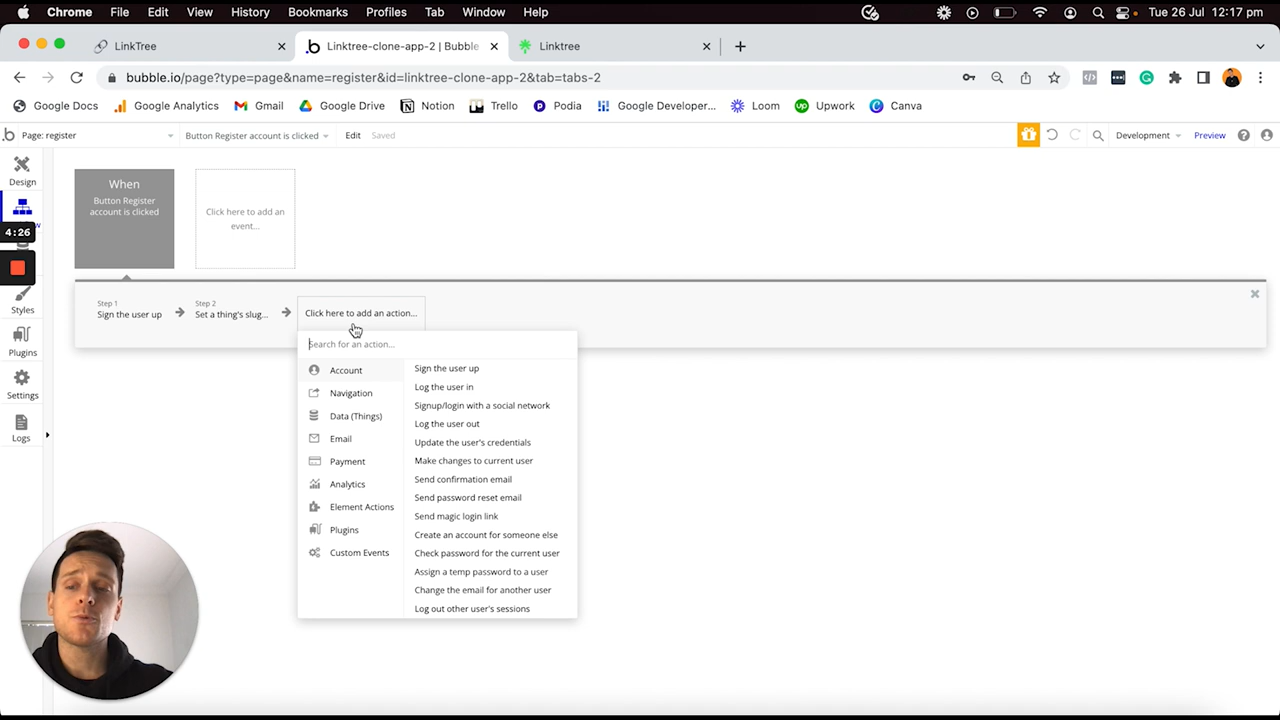 Chrome File Edit View History Bookmarks Profiles Tab Window Help Tue 26 Jul 12:17 pm
LinkTree Linktree-clone-app-2 | Bubble Linktree
bubble.io/page?type=page&name=register&id=linktree-clone-app-2&tab=tabs-2
Google Docs Google Analytics Gmail Google Drive Notion Trello Podia Google Developer... Loom Upwork Canva
Page: register Button Register account is clicked Edit Saved Development Preview
Design
4:26
Styles
Plugins
Settings
Logs
When
Button Register
account is clicked
Click here to add an
event...
Step 1
Sign the user up
Step 2
Set a thing's slug...
Click here to add an action...
Search for an action...
Account
Navigation
Data (Things)
Email
Payment
Analytics
Element Actions
Plugins
Custom Events
Sign the user up
Log the user in
Signup/login with a social network
Log the user out
Update the user's credentials
Make changes to current user
Send confirmation email
Send password reset email
Send magic login link
Create an account for someone else
Check password for the current user
Assign a temp password to a user
Change the email for another user
Log out other user's sessions